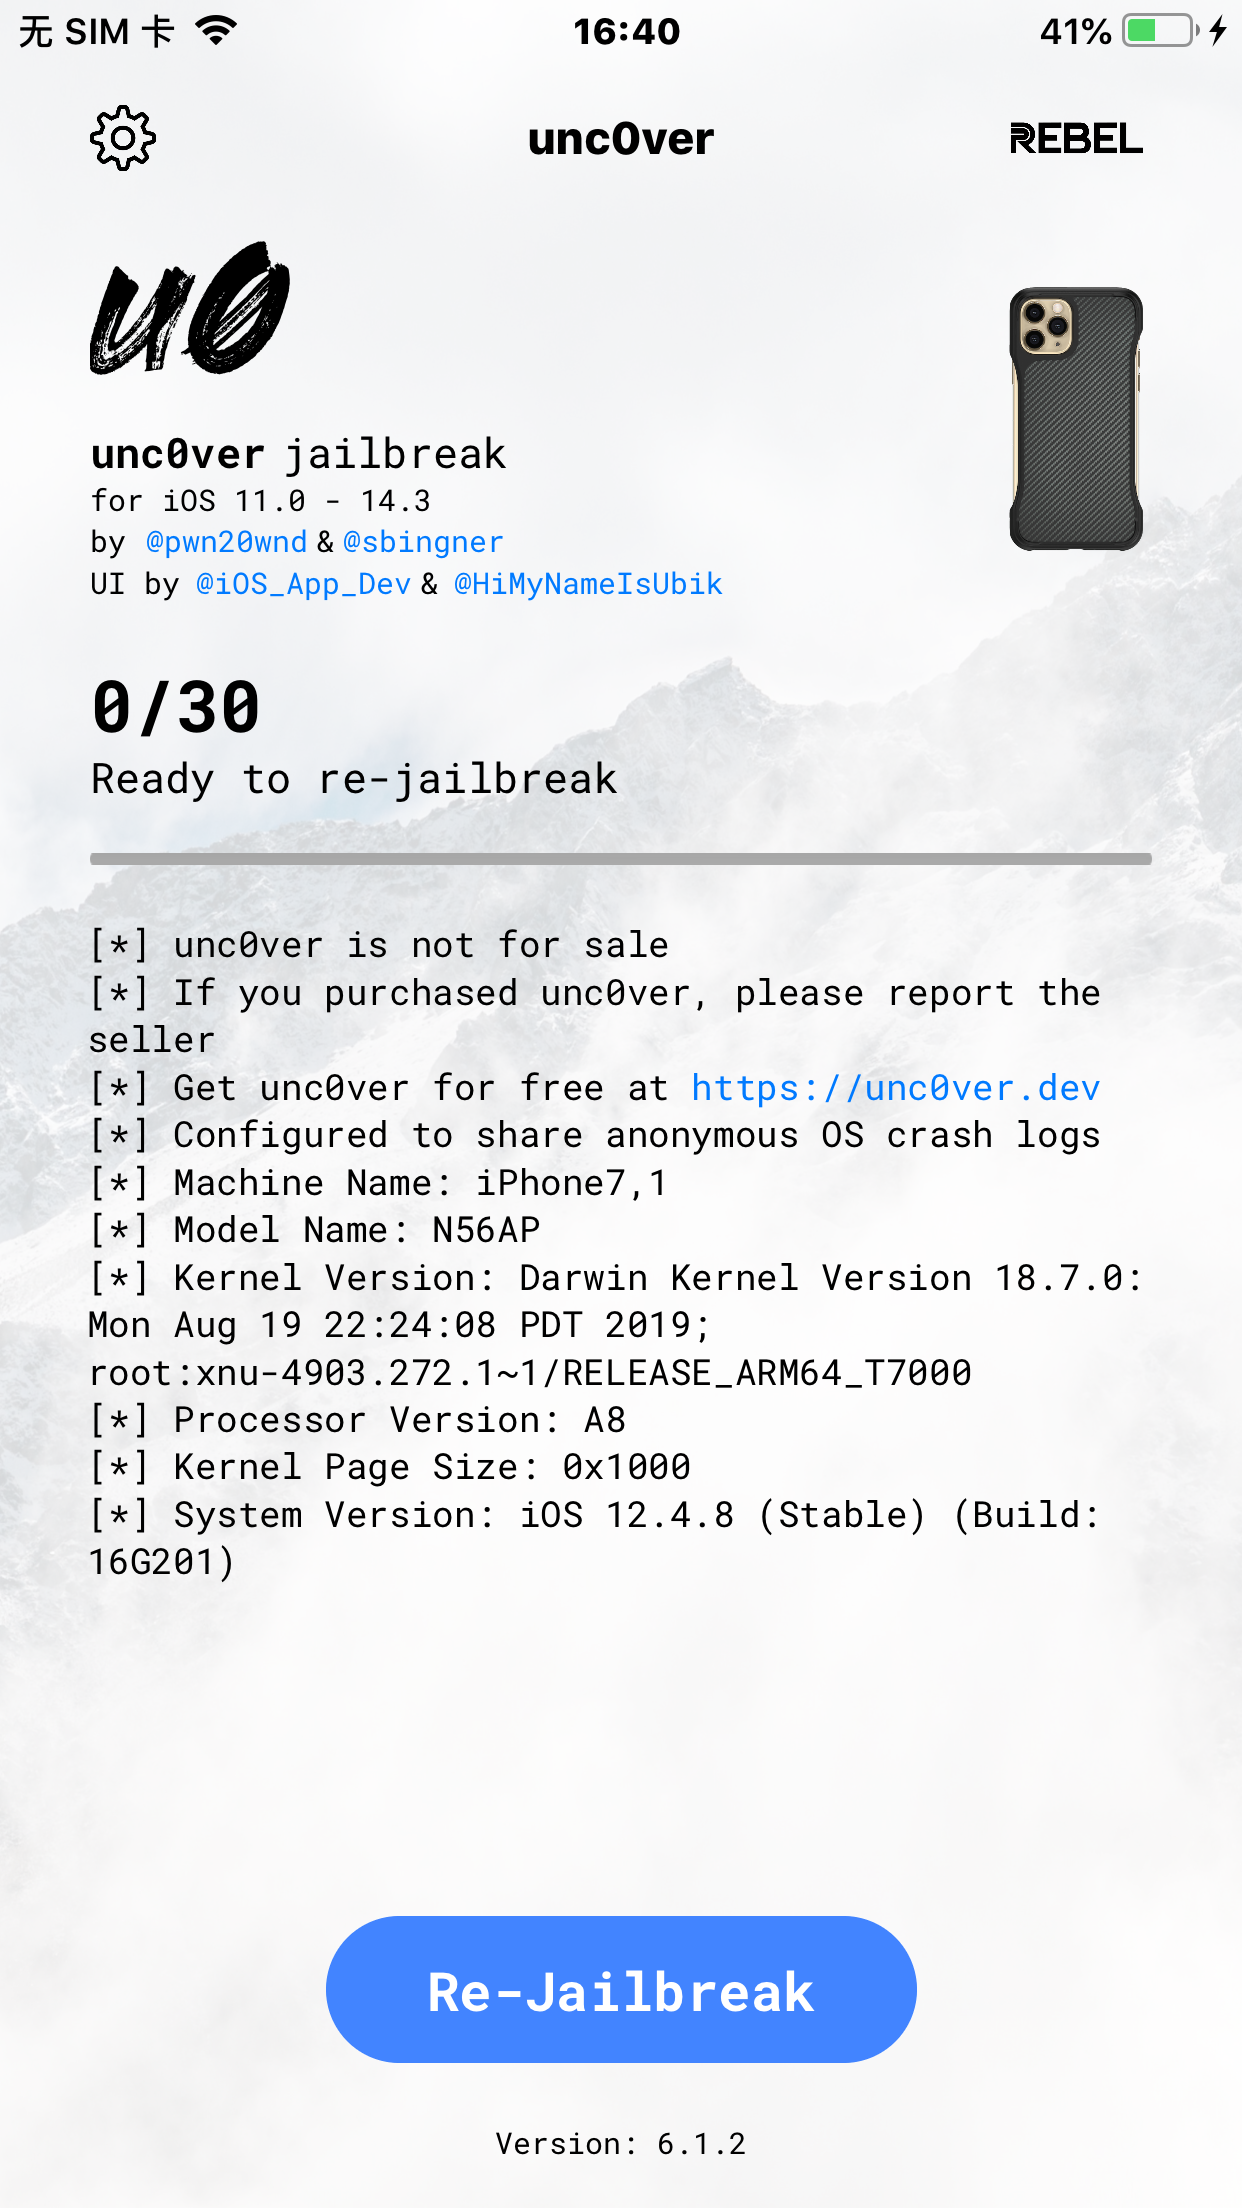 无 SIM 卡 16:40 41%
unc0ver REBEL
u0
unc0ver jailbreak
for iOS 11.0 - 14.3
by @pwn20wnd & @sbingner
UI by @iOS_App_Dev & @HiMyNameIsUbik
0/30
Ready to re-jailbreak
[*] unc0ver is not for sale
[*] If you purchased unc0ver, please report the
seller
[*] Get unc0ver for free at https://unc0ver.dev
[*] Configured to share anonymous OS crash logs
[*] Machine Name: iPhone7,1
[*] Model Name: N56AP
[*] Kernel Version: Darwin Kernel Version 18.7.0:
Mon Aug 19 22:24:08 PDT 2019;
root:xnu-4903.272.1~1/RELEASE_ARM64_T7000
[*] Processor Version: A8
[*] Kernel Page Size: 0x1000
[*] System Version: iOS 12.4.8 (Stable) (Build:
16G201)
Re-Jailbreak
Version: 6.1.2